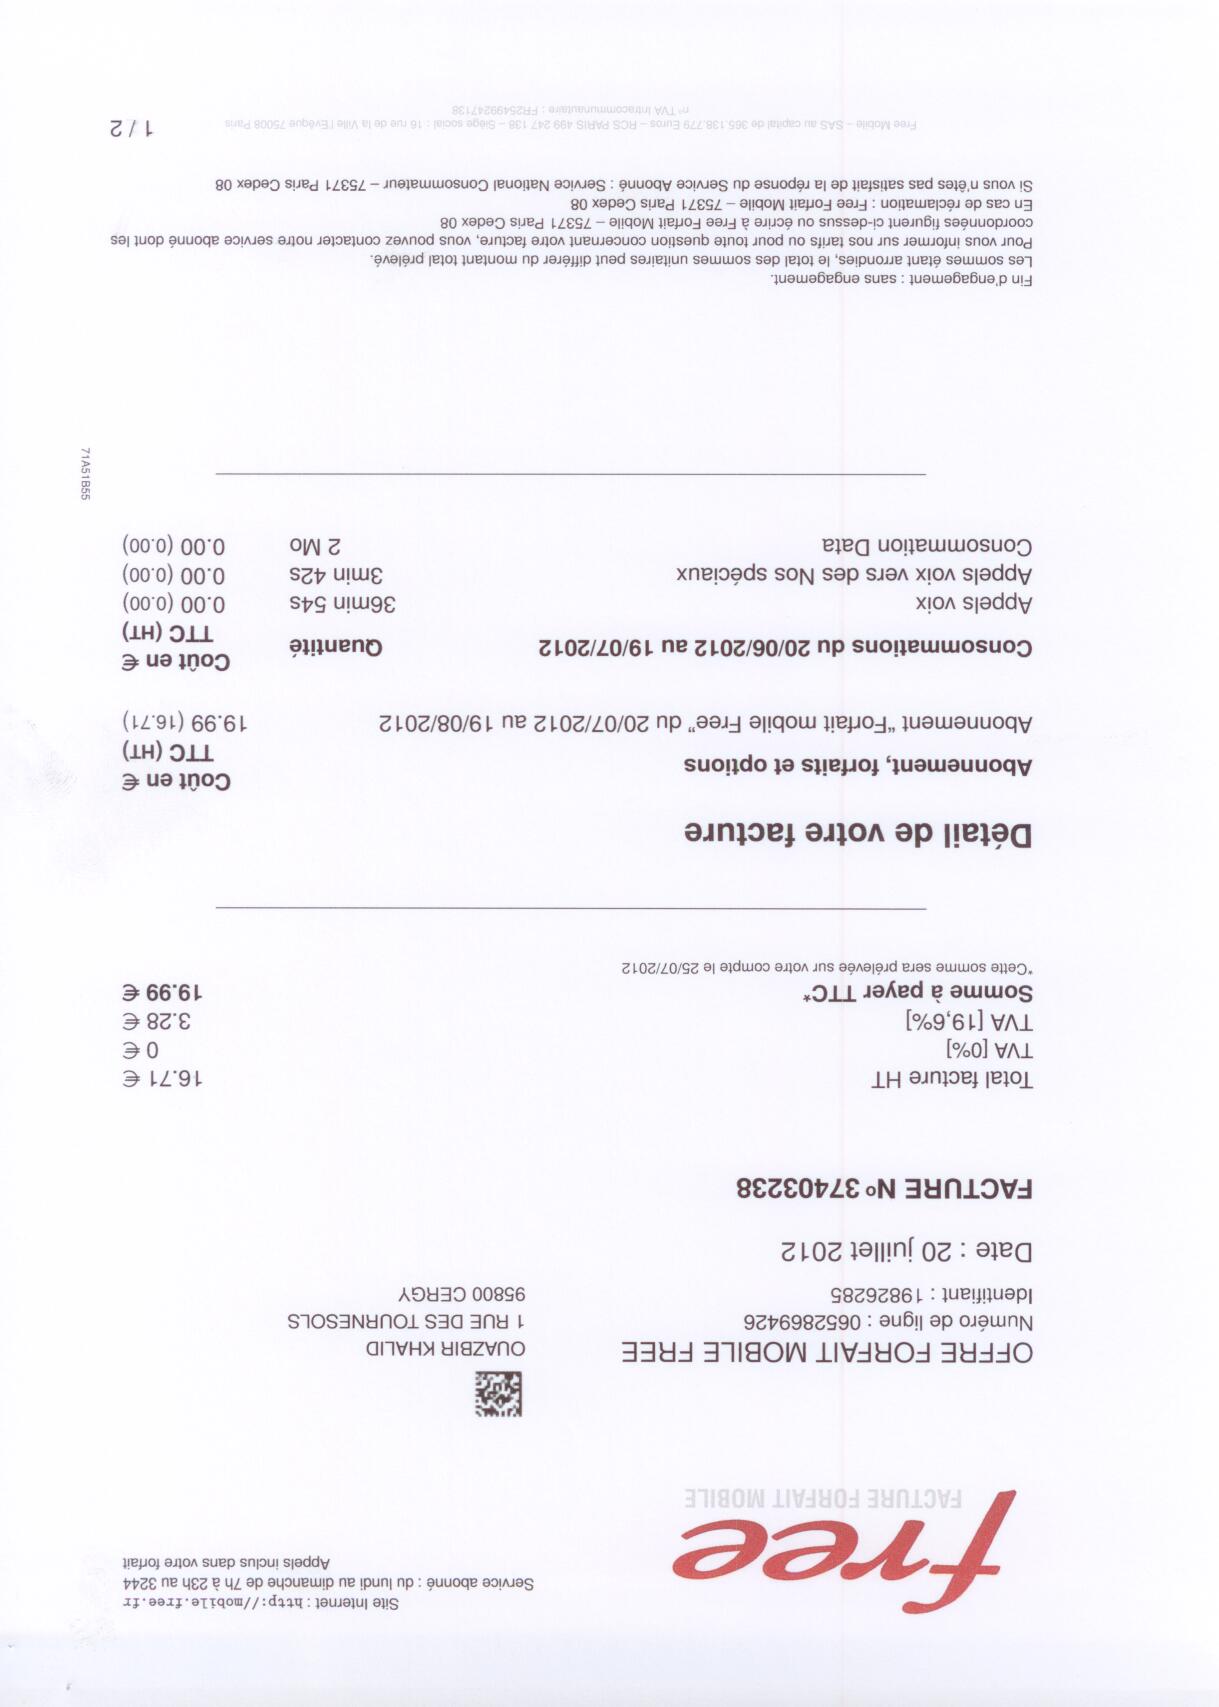 Site Internet : http://mobile.free.fr
Service abonné : du lundi au dimanche de 7h à 23h au 3244
Appels inclus dans votre forfait
free
FACTURE FORFAIT MOBILE
OFFRE FORFAIT MOBILE FREE
Numéro de ligne : 0652869426
Identifiant : 19826285
Date : 20 juillet 2012
OUAZBIR KHALID
1 RUE DES TOURNESOLS
95800 CERGY
FACTURE Nº 37403238
Total facture HT 16.71 €
TVA [0%] 0 €
TVA [19,6%] 3.28 €
Somme à payer TTC* 19.99 €
*Cette somme sera prélevée sur votre compte le 25/07/2012
Détail de votre facture
Abonnement, forfaits et options Coût en € TTC (HT)
Abonnement "Forfait mobile Free" du 20/07/2012 au 19/08/2012 19.99 (16.71)
Consommations du 20/06/2012 au 19/07/2012 Quantité Coût en € TTC (HT)
Appels voix 36min 54s 0.00 (0.00)
Appels voix vers des Nos spéciaux 3min 42s 0.00 (0.00)
Consommation Data 2 Mo 0.00 (0.00)
71A51B55
Fin d'engagement : sans engagement.
Les sommes étant arrondies, le total des sommes unitaires peut différer du montant total prélevé.
Pour vous informer sur nos tarifs ou pour toute question concernant votre facture, vous pouvez contacter notre service abonné dont les
coordonnées figurent ci-dessus ou écrire à Free Forfait Mobile – 75371 Paris Cedex 08
En cas de réclamation : Free Forfait Mobile – 75371 Paris Cedex 08
Si vous n'êtes pas satisfait de la réponse du Service Abonné : Service National Consommateur – 75371 Paris Cedex 08
Free Mobile – SAS au capital de 365.138.779 Euros – RCS PARIS 499 247 138 – Siège social : 16 rue de la Ville l'Evêque 75008 Paris
n° TVA Intracommunautaire : FR25499247138
1 / 2